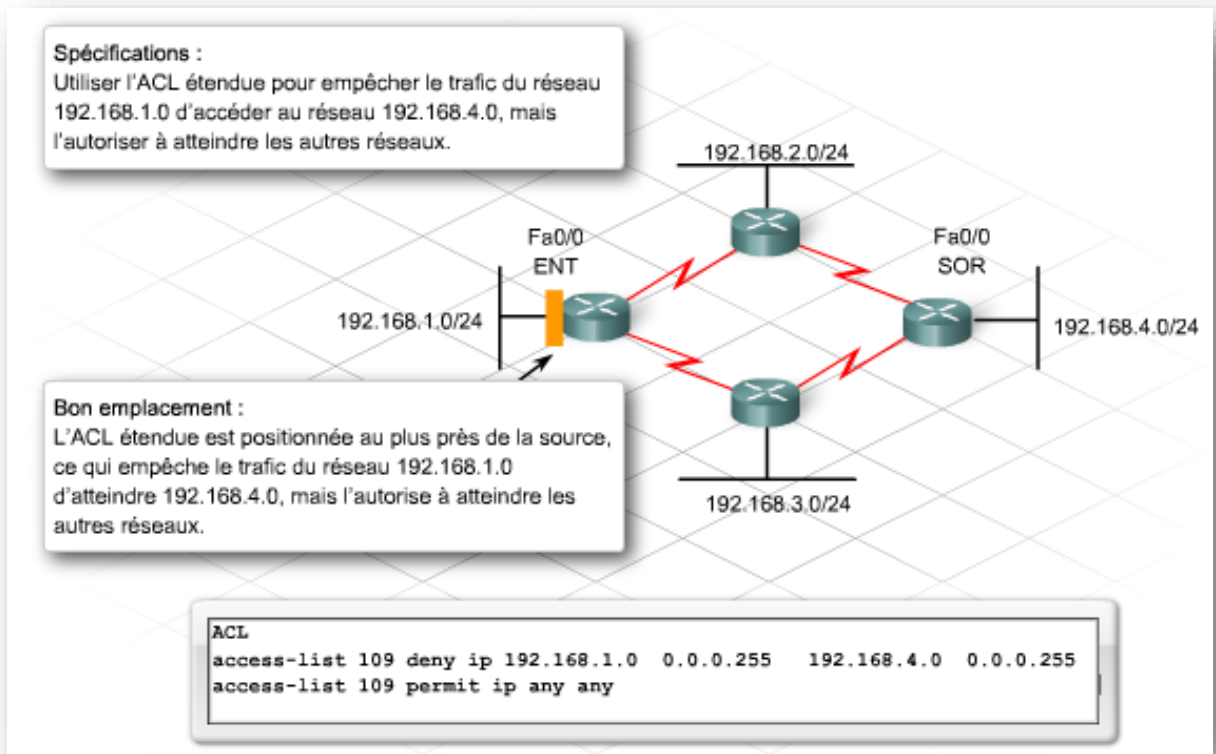 Spécifications :
Utiliser l'ACL étendue pour empêcher le trafic du réseau
192.168.1.0 d'accéder au réseau 192.168.4.0, mais
l'autoriser à atteindre les autres réseaux.
192.168.2.0/24
Fa0/0
ENT
Fa0/0
SOR
192.168.1.0/24
192.168.4.0/24
Bon emplacement :
L'ACL étendue est positionnée au plus près de la source,
ce qui empêche le trafic du réseau 192.168.1.0
d'atteindre 192.168.4.0, mais l'autorise à atteindre les
autres réseaux.
192.168.3.0/24
ACL
access-list 109 deny ip 192.168.1.0 0.0.0.255 192.168.4.0 0.0.0.255
access-list 109 permit ip any any